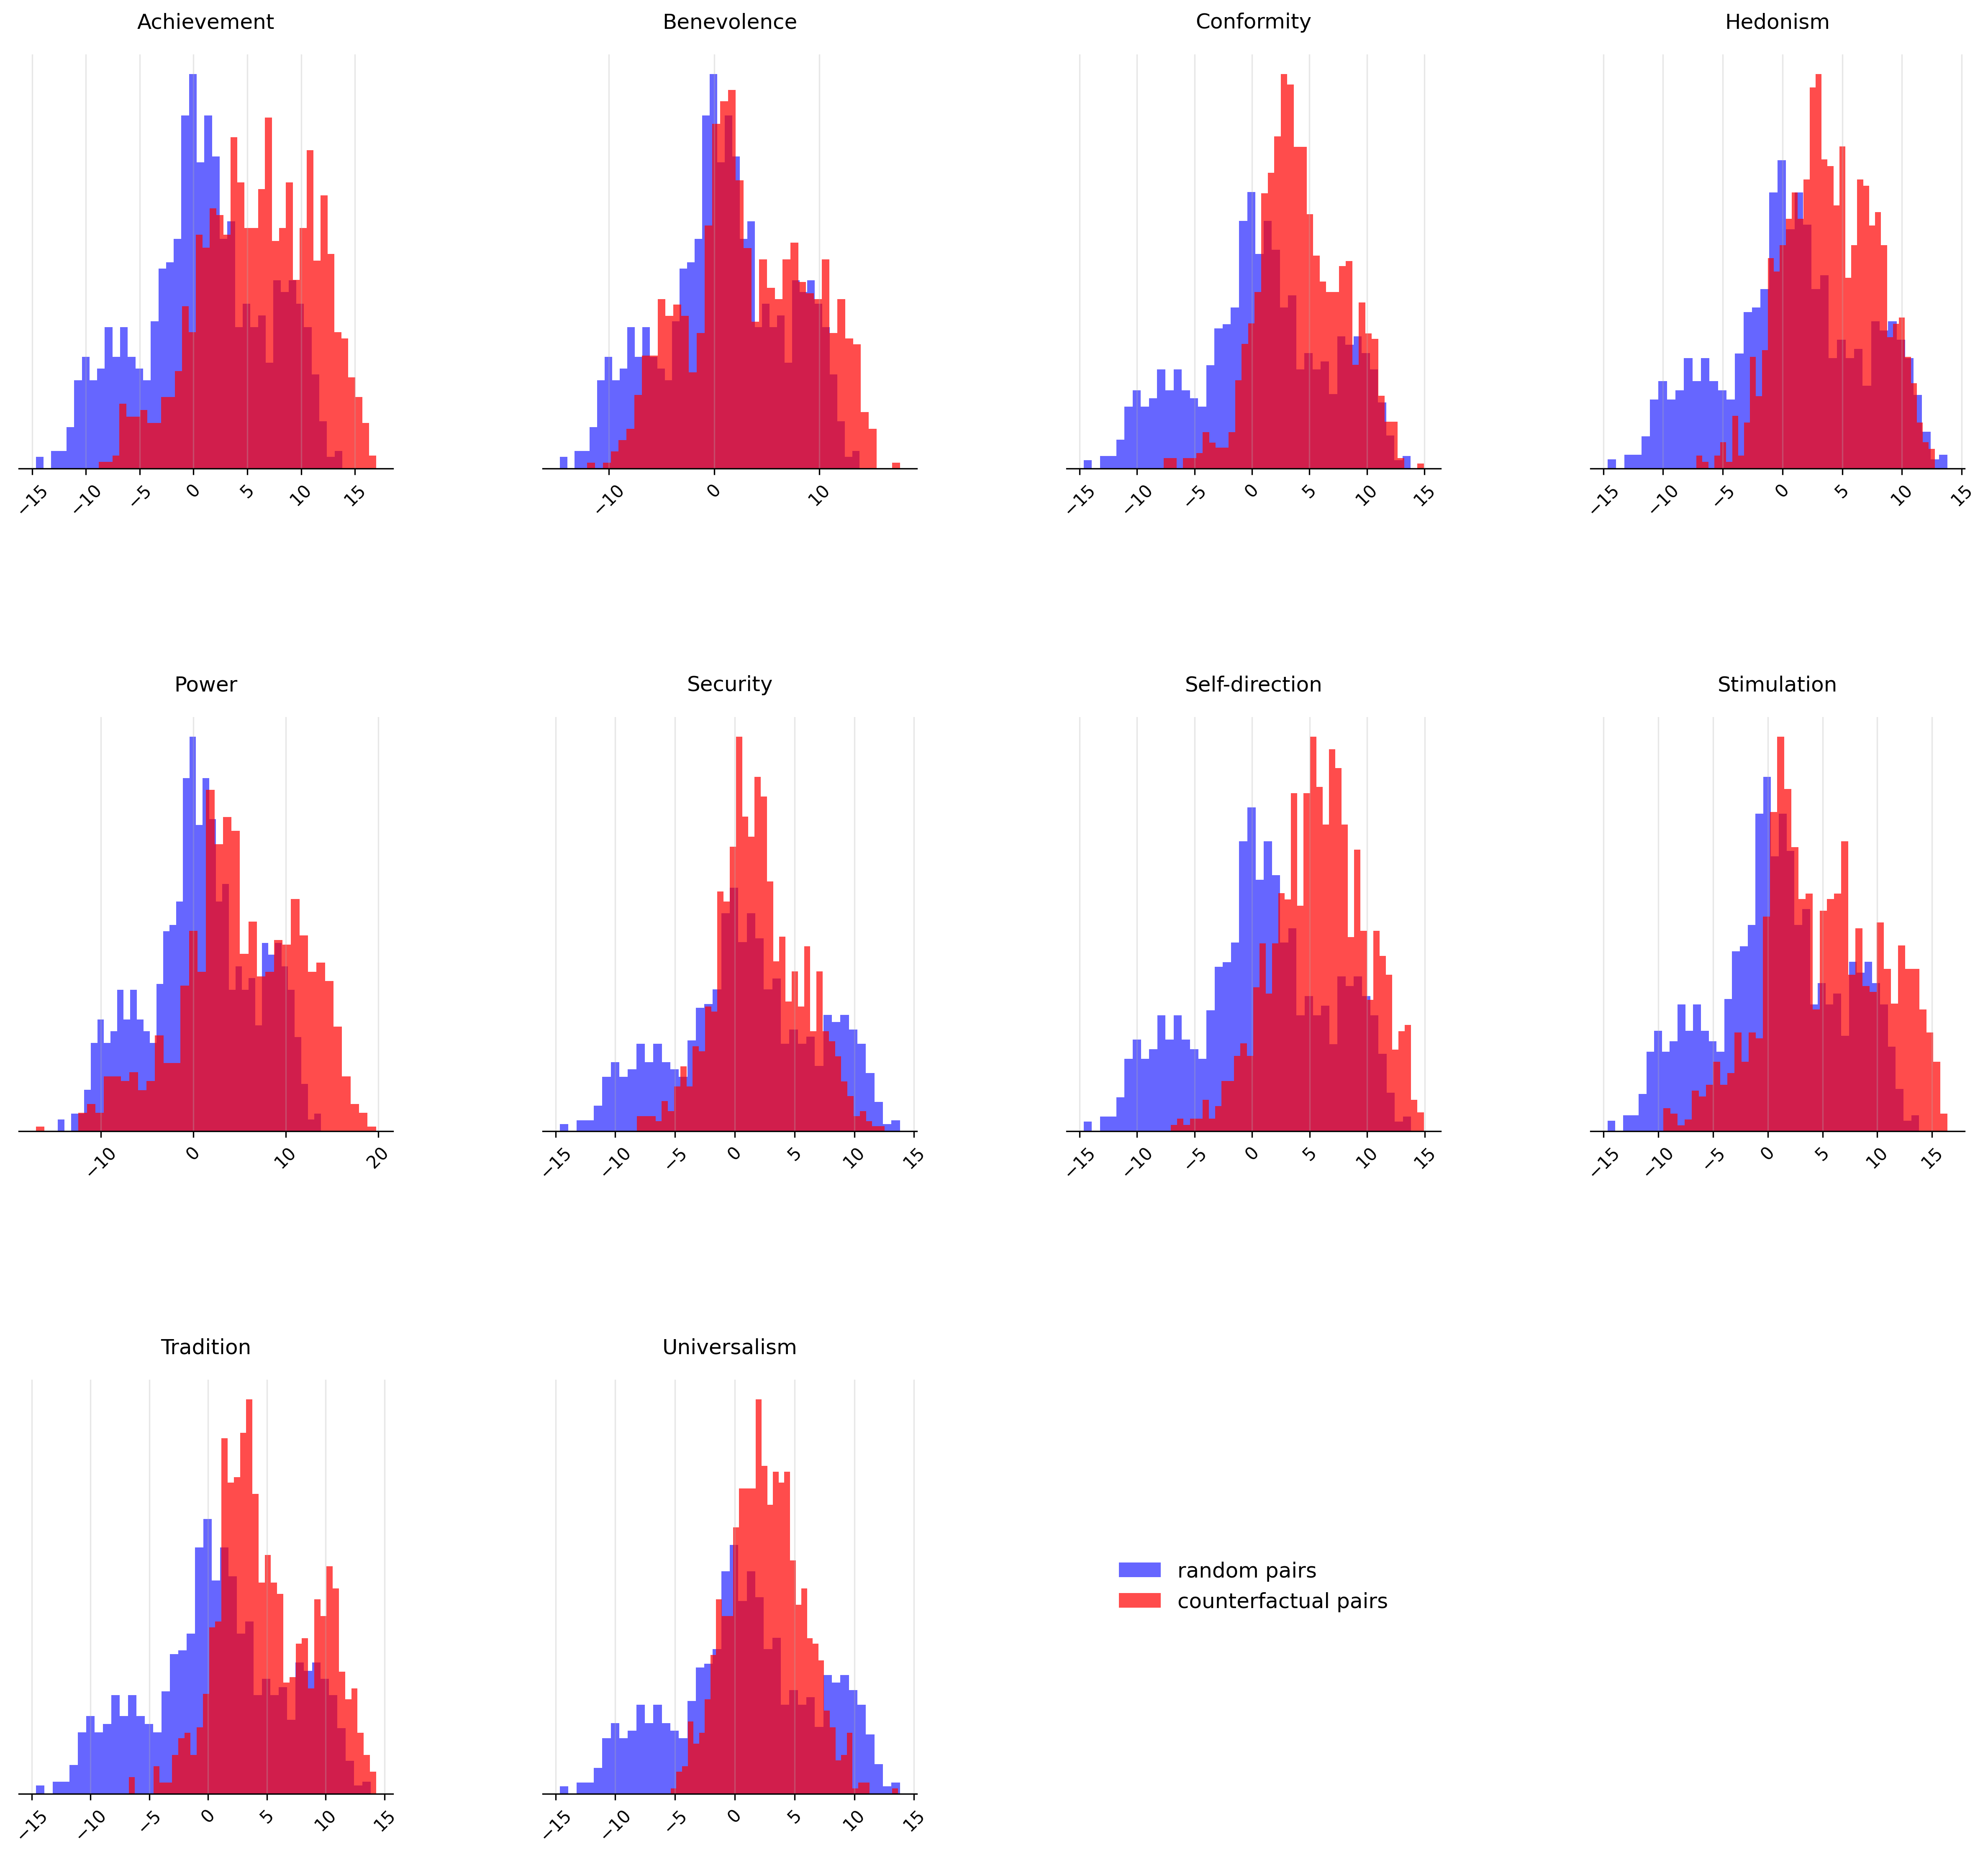 Achievement Benevolence Conformity Hedonism
−15 −10 −5 0 5 10 15 −10 0 10 −15 −10 −5 0 5 10 15 −15 −10 −5 0 5 10 15
Power Security Self-direction Stimulation
−10 0 10 20 −15 −10 −5 0 5 10 15 −15 −10 −5 0 5 10 15 −15 −10 −5 0 5 10 15
Tradition Universalism
random pairs
counterfactual pairs
−15 −10 −5 0 5 10 15 −15 −10 −5 0 5 10 15